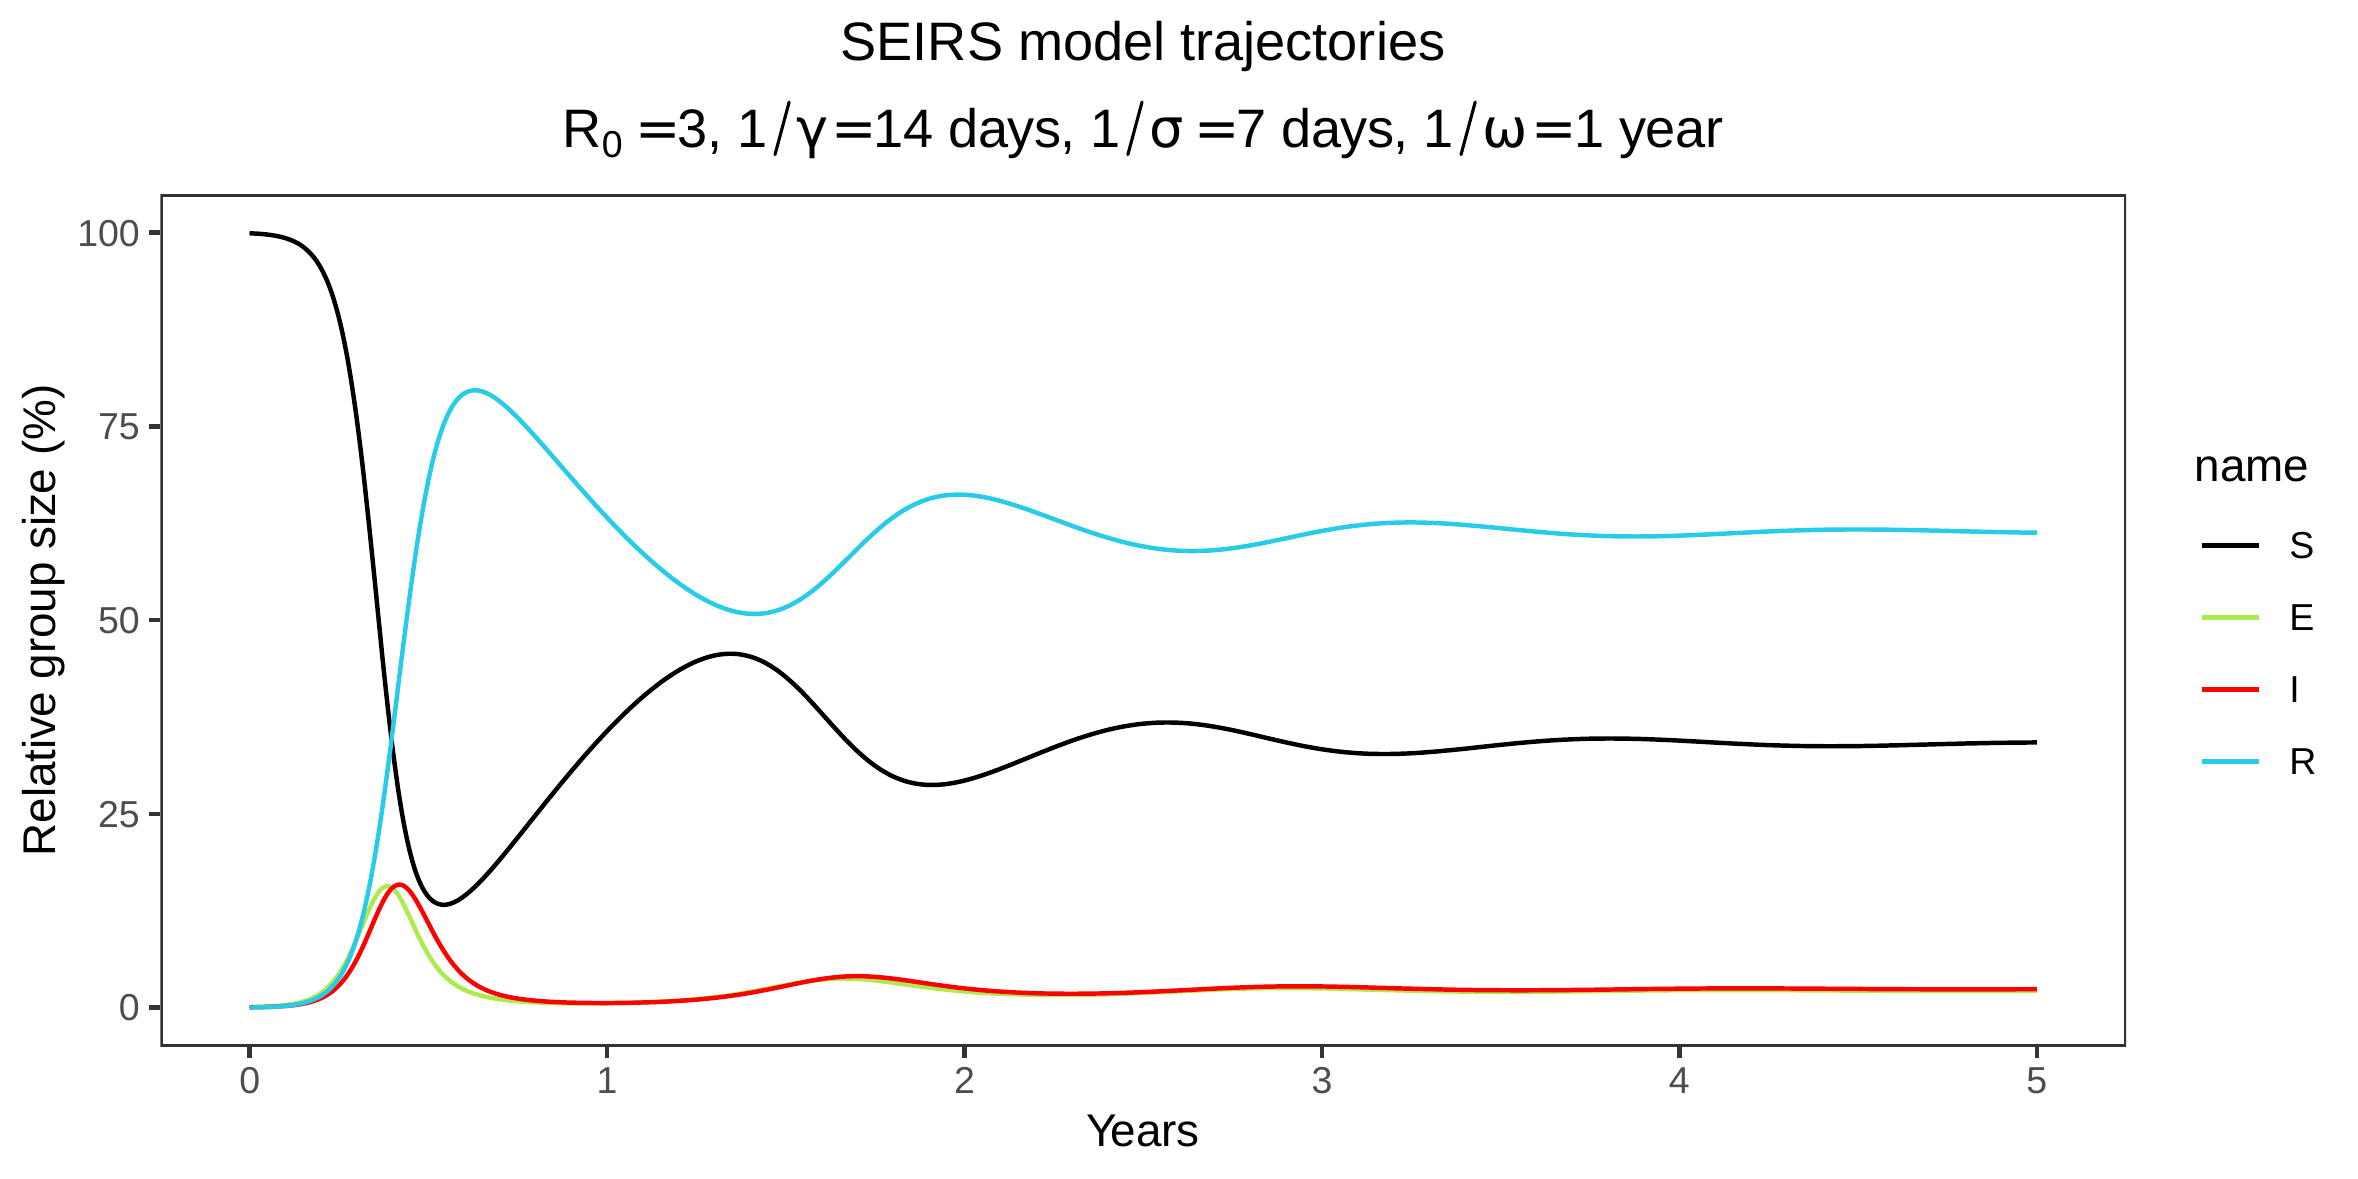 SEIRS model trajectories
R₀ =3, 1/γ=14 days, 1/σ =7 days, 1/ω=1 year
Relative group size (%)
100
75
50
25
0
0 1 2 3 4 5
Years
name
S
E
I
R